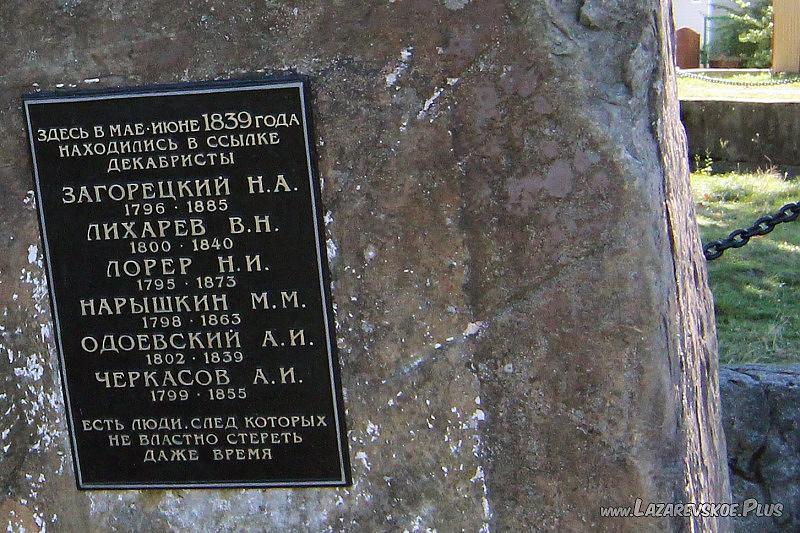 ЗДЕСЬ В МАЕ·ИЮНЕ 1839 ГОДА
НАХОДИЛИСЬ В ССЫЛКЕ
ДЕКАБРИСТЫ
ЗАГОРЕЦКИЙ Н.А.
1796 · 1885
ЛИХАРЕВ В.Н.
1800 · 1840
ЛОРЕР Н.И.
1795 · 1873
НАРЫШКИН М.М.
1798 · 1863
ОДОЕВСКИЙ А.И.
1802 · 1839
ЧЕРКАСОВ А.И.
1799 · 1855
ЕСТЬ ЛЮДИ. СЛЕД КОТОРЫХ
НЕ ВЛАСТНО СТЕРЕТЬ
ДАЖЕ ВРЕМЯ
www.Lazarevskoe.Plus